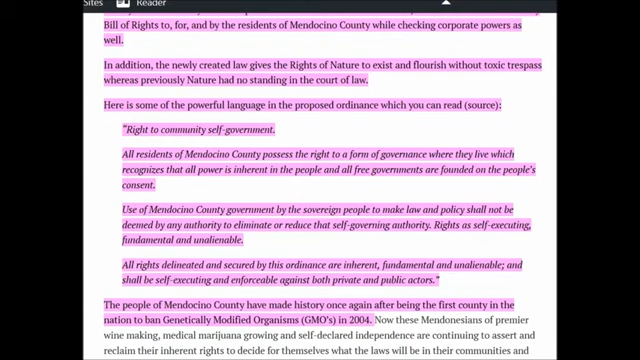 Sites Reader
Bill of Rights to, for, and by the residents of Mendocino County while checking corporate powers as
well.
In addition, the newly created law gives the Rights of Nature to exist and flourish without toxic trespass
whereas previously Nature had no standing in the court of law.
Here is some of the powerful language in the proposed ordinance which you can read (source):
“Right to community self-government.
All residents of Mendocino County possess the right to a form of governance where they live which
recognizes that all power is inherent in the people and all free governments are founded on the people’s
consent.
Use of Mendocino County government by the sovereign people to make law and policy shall not be
deemed by any authority to eliminate or reduce that self-governing authority. Rights as self-executing,
fundamental and unalienable.
All rights delineated and secured by this ordinance are inherent, fundamental and unalienable; and
shall be self-executing and enforceable against both private and public actors.”
The people of Mendocino County have made history once again after being the first county in the
nation to ban Genetically Modified Organisms (GMO’s) in 2004. Now these Mendonesians of premier
wine making, medical marijuana growing and self-declared independence are continuing to assert and
reclaim their inherent rights to decide for themselves what the laws will be in their communities and